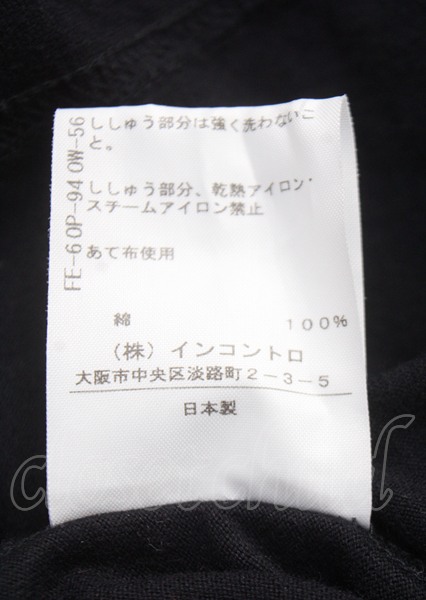 FE-6 0P-94 0W-56
ししゅう部分は強く洗わないこ
と。
ししゅう部分、乾熱アイロン・
スチームアイロン禁止
あて布使用
綿 100%
(株)インコントロ
大阪市中央区淡路町2-3-5
日本製